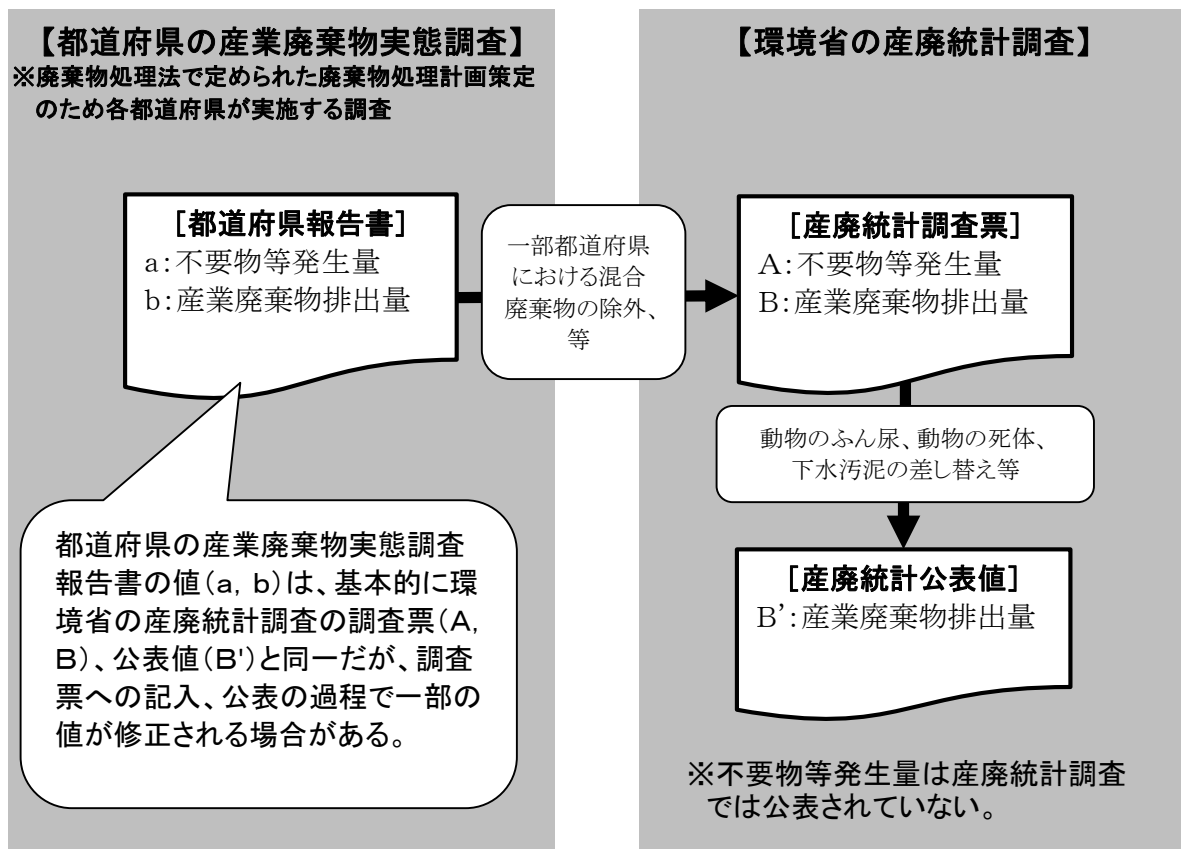 【都道府県の産業廃棄物実態調査】
※廃棄物処理法で定められた廃棄物処理計画策定
のため各都道府県が実施する調査
[都道府県報告書]
a:不要物等発生量
b:産業廃棄物排出量
都道府県の産業廃棄物実態調査
報告書の値(a, b)は、基本的に環
境省の産廃統計調査の調査票(A,
B)、公表値(B')と同一だが、調査
票への記入、公表の過程で一部の
値が修正される場合がある。
一部都道府県
における混合
廃棄物の除外、
等
【環境省の産廃統計調査】
[産廃統計調査票]
A:不要物等発生量
B:産業廃棄物排出量
動物のふん尿、動物の死体、
下水汚泥の差し替え等
[産廃統計公表値]
B’:産業廃棄物排出量
※不要物等発生量は産廃統計調査
では公表されていない。